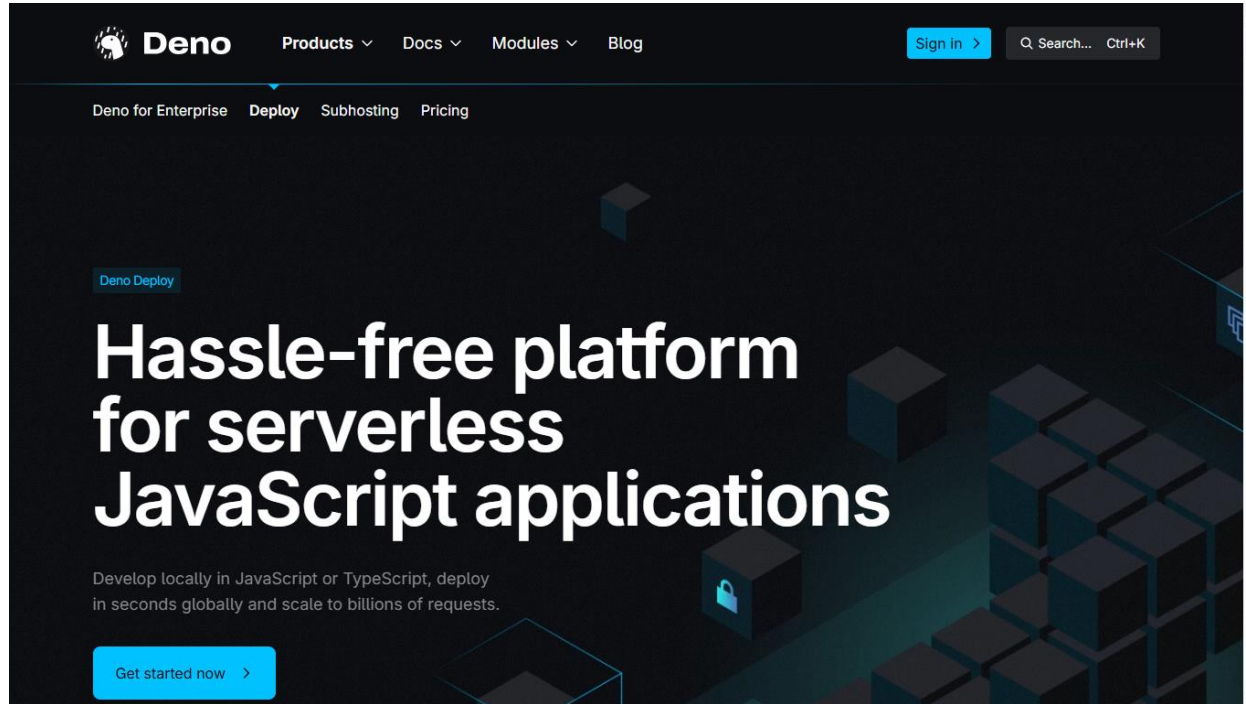 Deno Products Docs Modules Blog Sign in Search... Ctrl+K
Deno for Enterprise Deploy Subhosting Pricing
Deno Deploy
Hassle-free platform
for serverless
JavaScript applications
Develop locally in JavaScript or TypeScript, deploy
in seconds globally and scale to billions of requests.
Get started now